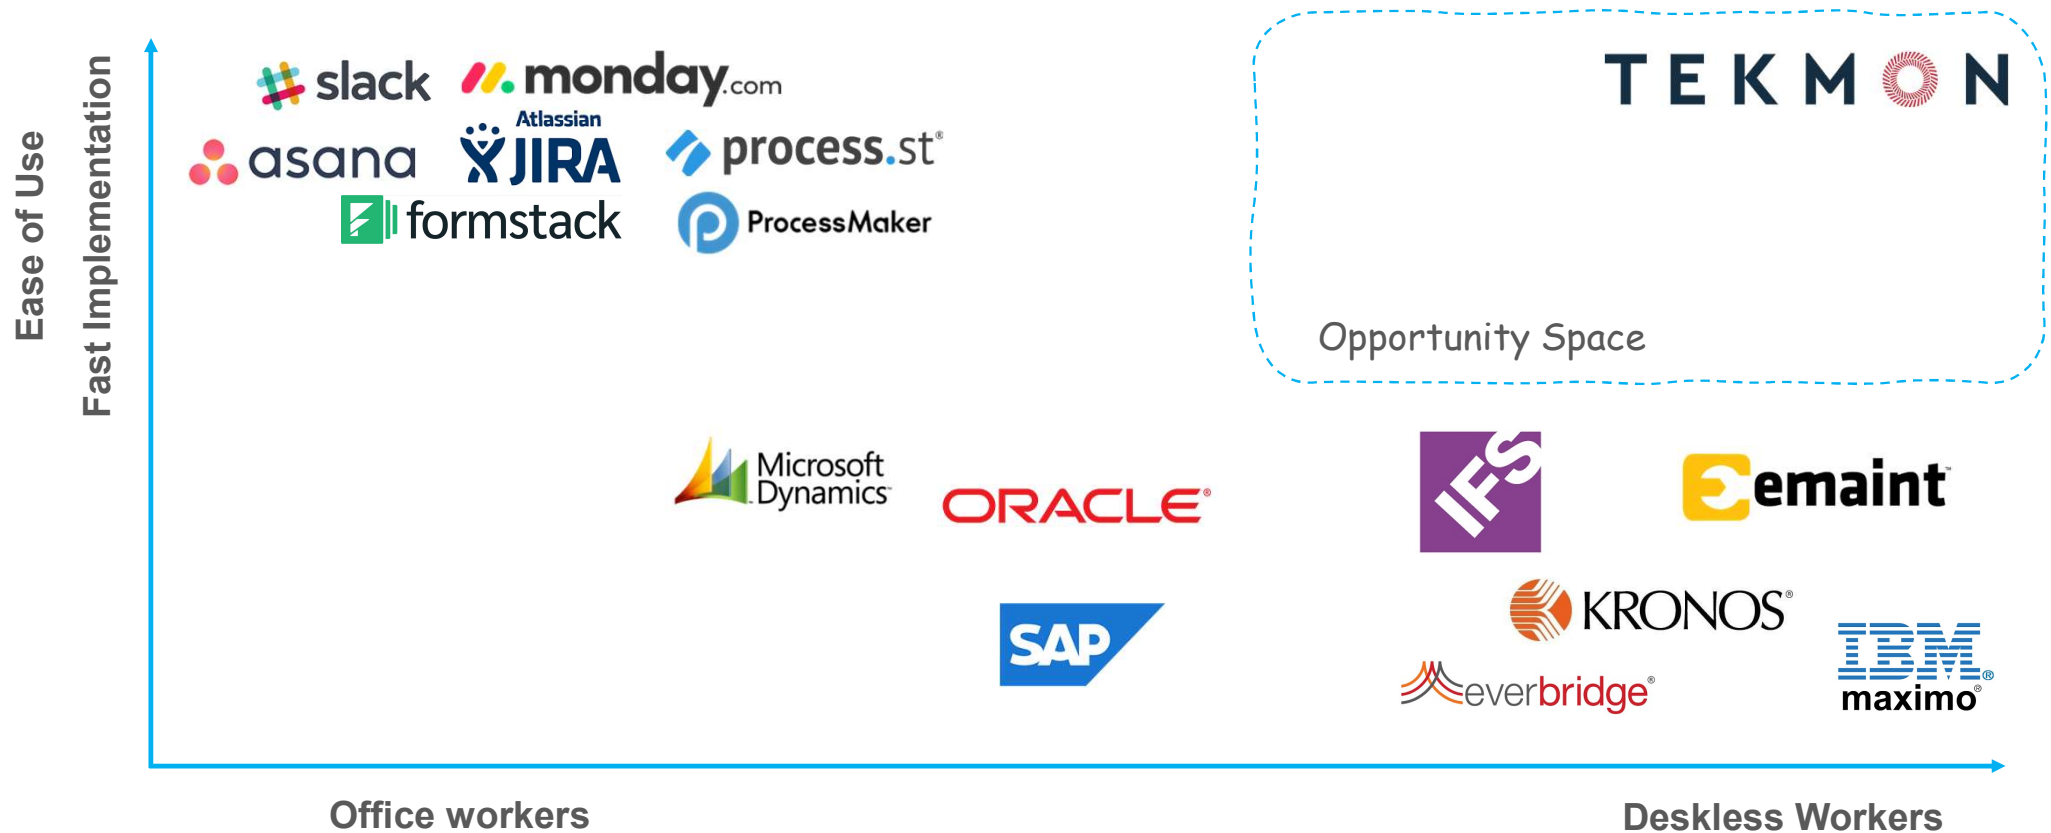 Ease of Use
Fast Implementation
slack
monday.com
TEKMON
asana
Atlassian
JIRA
process.st®
formstack
ProcessMaker
Opportunity Space
Microsoft
Dynamics
ORACLE®
IFS
emaint™
SAP
KRONOS®
everbridge®
IBM®
maximo®
Office workers
Deskless Workers